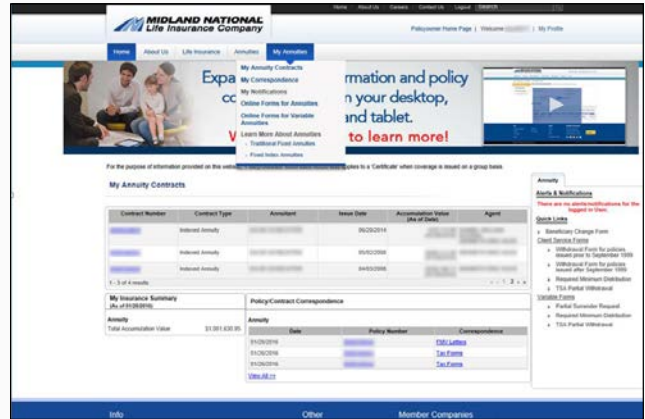 Home About Us Careers Contact Us Logout Search
MIDLAND NATIONAL
Life Insurance Company
Policyowner Home Page | Welcome | My Profile
Home About Us Life Insurance Annuities My Annuities
My Annuity Contracts
My Correspondence
My Notifications
Online Forms for Annuities
Online Forms for Variable
Annuities
Learn More About Annuities
- Traditional Fixed Annuities
- Fixed Index Annuities
Expa rmation and policy
co n your desktop,
and tablet.
to learn more!
For the purpose of information provided on this website, to a 'Certificate' when coverage is issued on a group basis.
My Annuity Contracts
Contract Number Contract Type Annuitant Issue Date Accumulation Value Agent
(As of Date)
Indexed Annuity 06/20/2014
Indexed Annuity 05/02/2008
Indexed Annuity 04/03/2008
1 - 3 of 4 results 1 2
My Insurance Summary
(As of 01/28/2016)
Annuity
Total Accumulation Value $1,001,630.95
Policy/Contract Correspondence
Annuity
Date Policy Number Correspondence
01/28/2016 FMV Letters
01/26/2016 Tax Forms
01/26/2016 Tax Forms
View All >>
Annuity
Alerts & Notifications
There are no alerts/notifications for the
logged in User.
Quick Links
Beneficiary Change Form
Client Service Forms
Withdrawal Form for policies
issued prior to September 1999
Withdrawal Form for policies
issued after September 1999
Required Minimum Distribution
TSA Partial Withdrawal
Variable Forms
Partial Surrender Request
Required Minimum Distribution
TSA Partial Withdrawal
Info Other Member Companies